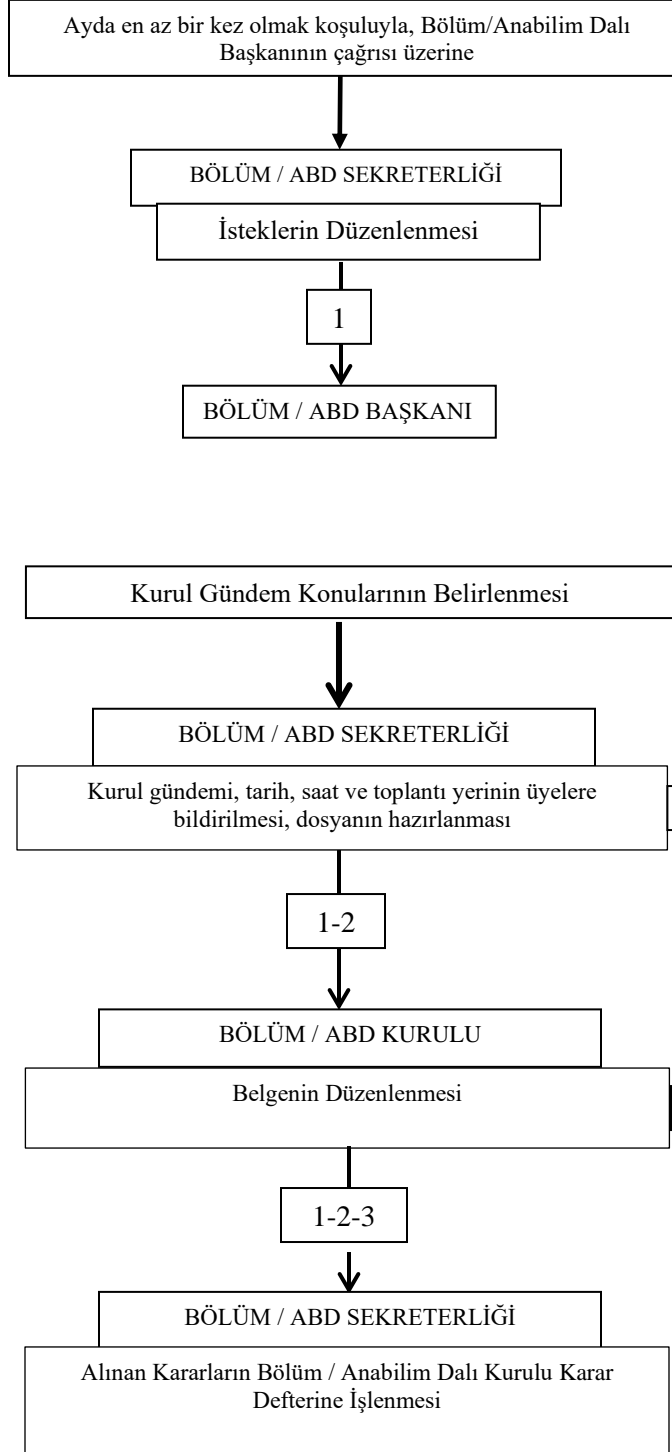 Ayda en az bir kez olmak koşuluyla, Bölüm/Anabilim Dalı
Başkanının çağrısı üzerine
BÖLÜM / ABD SEKRETERLİĞİ
İsteklerin Düzenlenmesi
1
BÖLÜM / ABD BAŞKANI
Kurul Gündem Konularının Belirlenmesi
BÖLÜM / ABD SEKRETERLİĞİ
Kurul gündemi, tarih, saat ve toplantı yerinin üyelere
bildirilmesi, dosyanın hazırlanması
1-2
BÖLÜM / ABD KURULU
Belgenin Düzenlenmesi
1-2-3
BÖLÜM / ABD SEKRETERLİĞİ
Alınan Kararların Bölüm / Anabilim Dalı Kurulu Karar
Defterine İşlenmesi